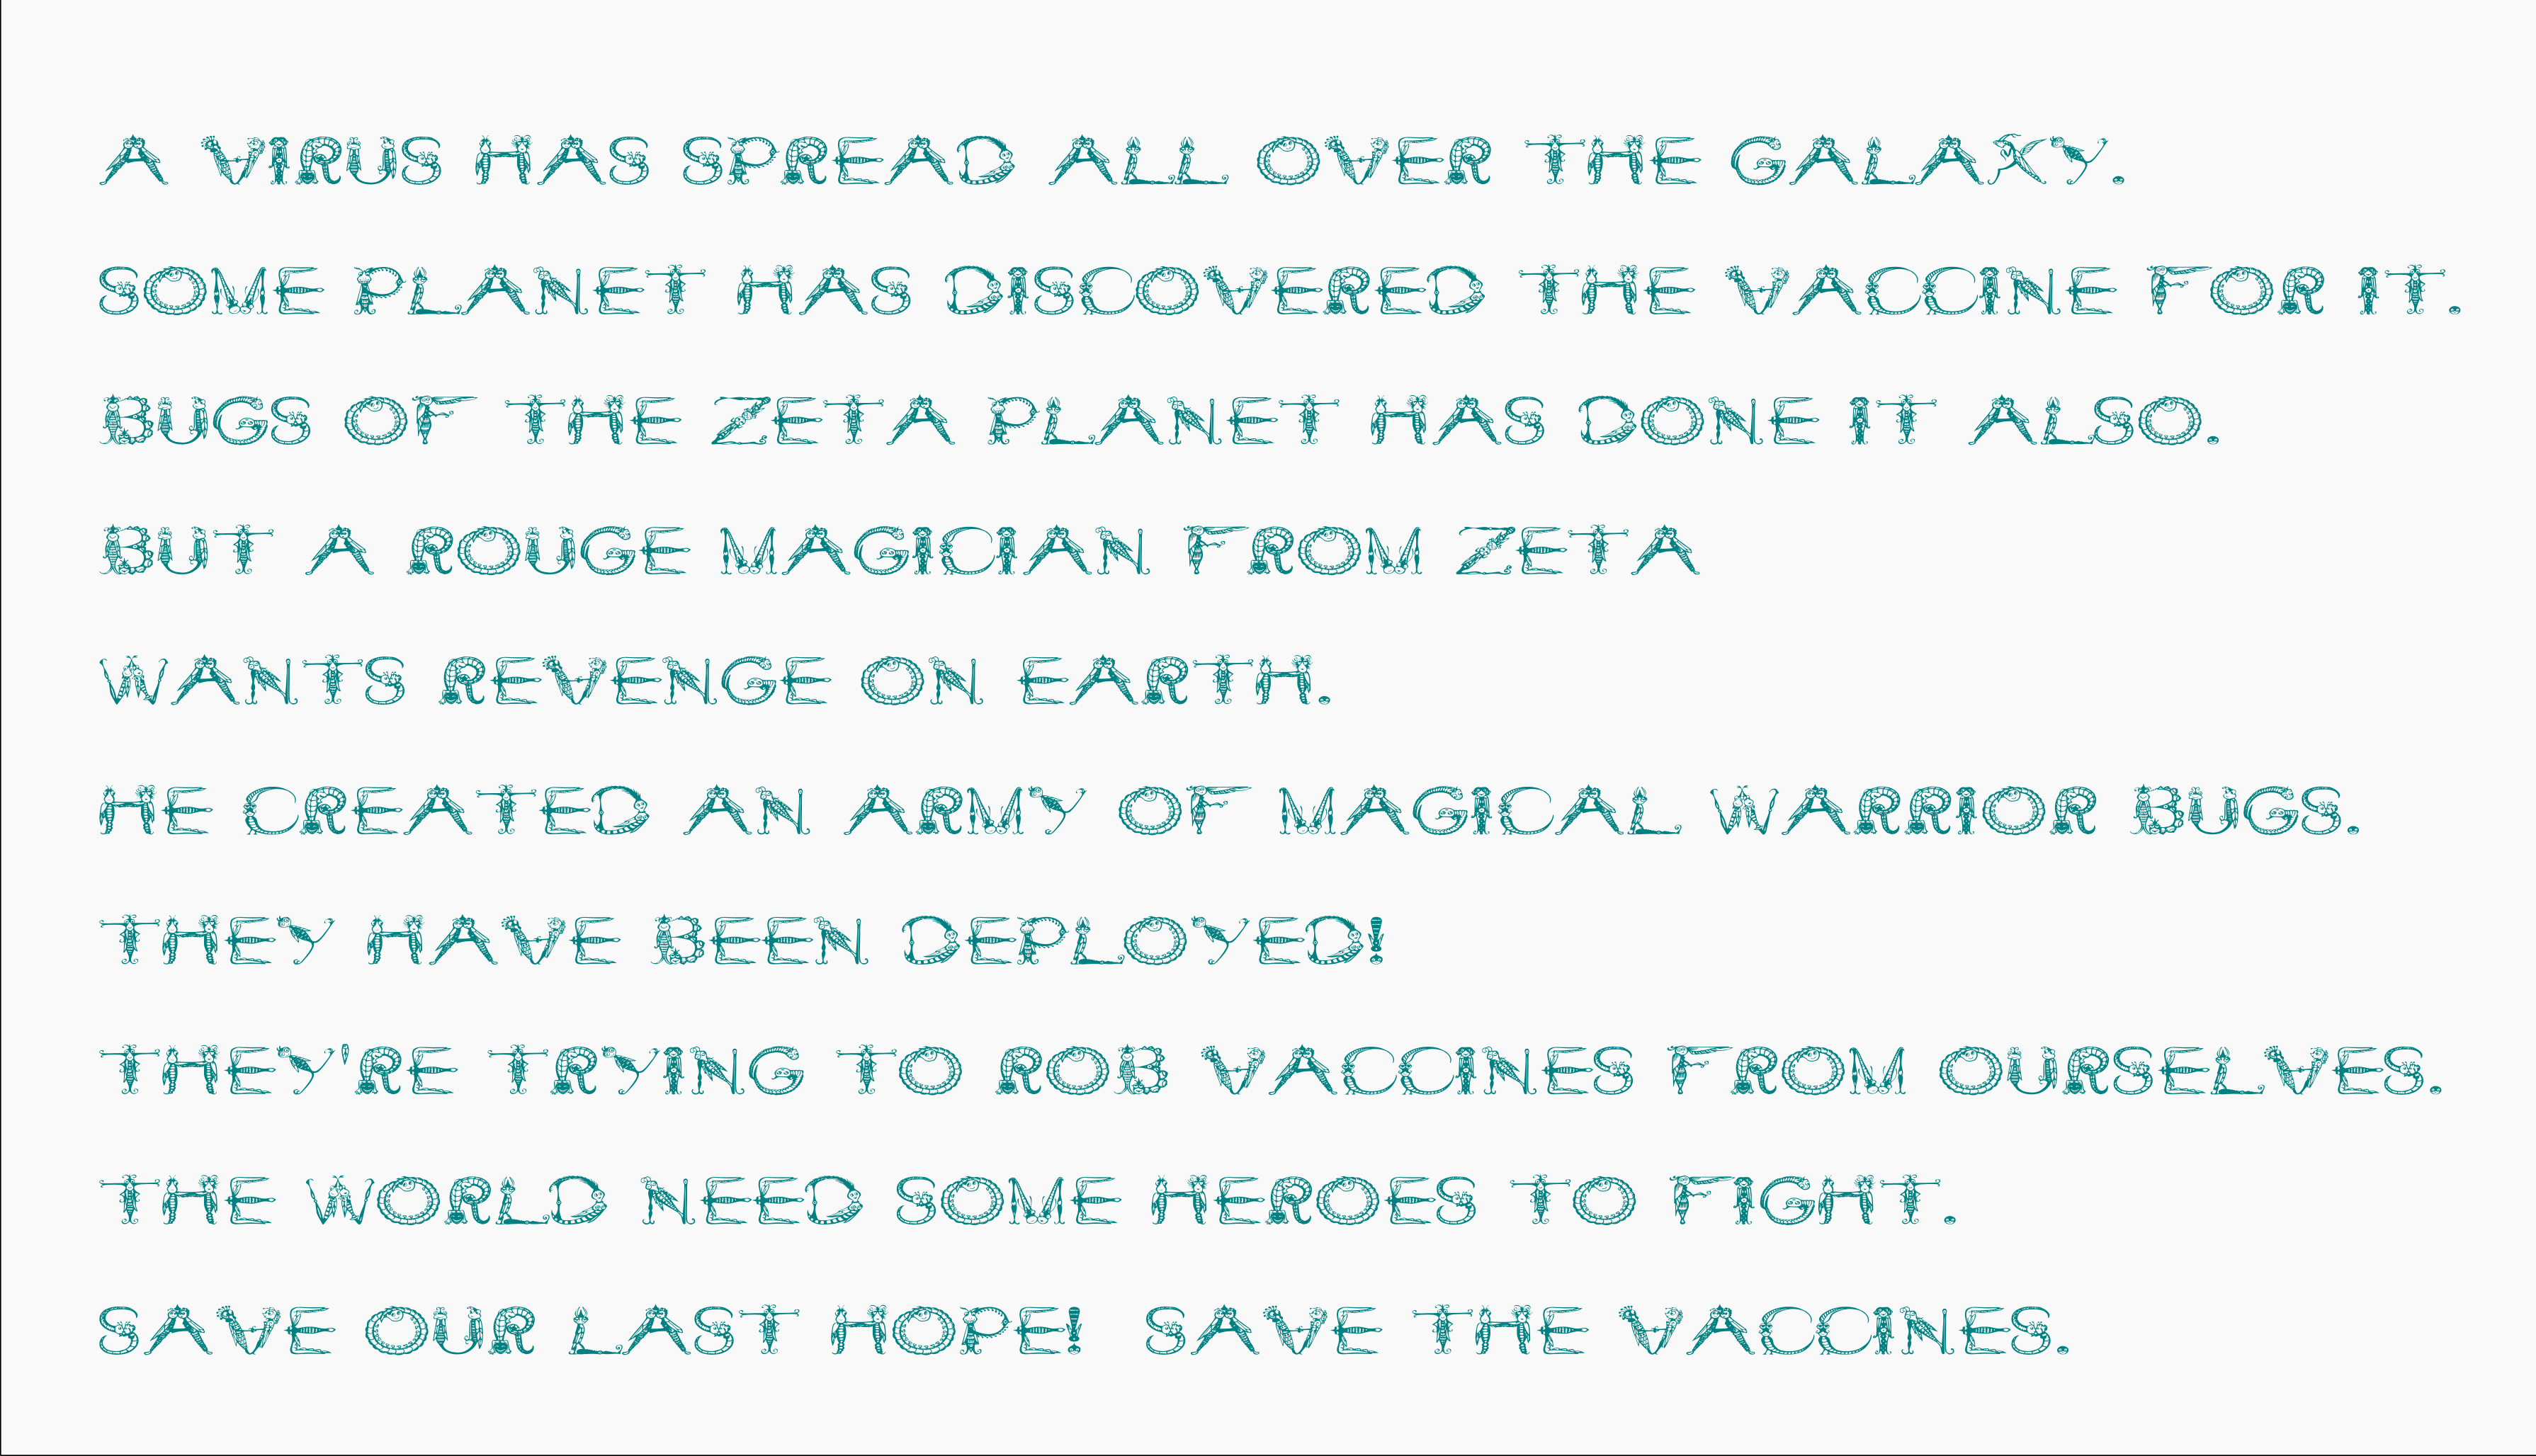 A VIRUS HAS SPREAD ALL OVER THE GALAXY.
SOME PLANET HAS DISCOVERED THE VACCINE FOR IT.
BUGS OF THE ZETA PLANET HAS DONE IT ALSO.
BUT A ROUGE MAGICIAN FROM ZETA
WANTS REVENGE ON EARTH.
HE CREATED AN ARMY OF MAGICAL WARRIOR BUGS.
THEY HAVE BEEN DEPLOYED!
THEY'RE TRYING TO ROB VACCINES FROM OURSELVES.
THE WORLD NEED SOME HEROES TO FIGHT.
SAVE OUR LAST HOPE! SAVE THE VACCINES.